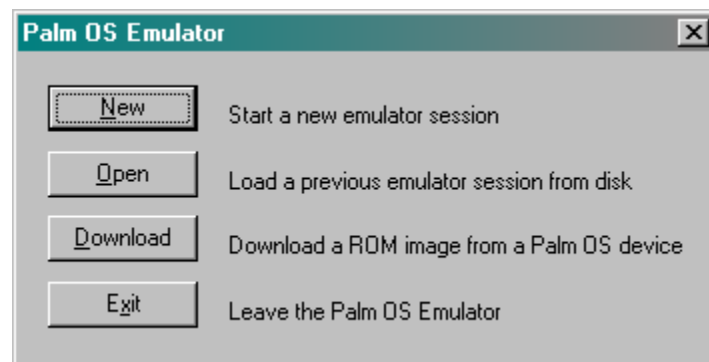 Palm OS Emulator
New Start a new emulator session
Open Load a previous emulator session from disk
Download Download a ROM image from a Palm OS device
Exit Leave the Palm OS Emulator